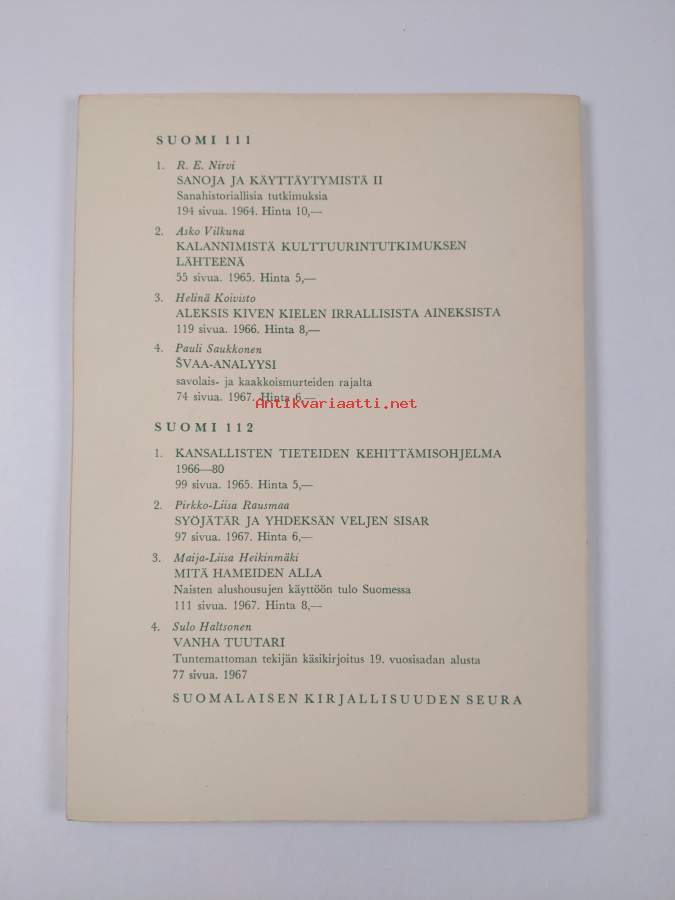 SUOMI 111
1. R. E. Nirvi
SANOJA JA KÄYTTÄYTYMISTÄ II
Sanahistoriallisia tutkimuksia
194 sivua. 1964. Hinta 10,—
2. Asko Vilkuna
KALANNIMISTÄ KULTTUURINTUTKIMUKSEN
LÄHTEENÄ
55 sivua. 1965. Hinta 5,—
3. Helinä Koivisto
ALEKSIS KIVEN KIELEN IRRALLISISTA AINEKSISTA
119 sivua. 1966. Hinta 8,—
4. Pauli Saukkonen
ŠVAA-ANALYYSI
savolais- ja kaakkoismurteiden rajalta
74 sivua. 1967. Hinta 6,—
Antikvariaatti.net
SUOMI 112
1. KANSALLISTEN TIETEIDEN KEHITTÄMISOHJELMA
1966—80
99 sivua. 1965. Hinta 5,—
2. Pirkko-Liisa Rausmaa
SYÖJÄTÄR JA YHDEKSÄN VELJEN SISAR
97 sivua. 1967. Hinta 6,—
3. Maija-Liisa Heikinmäki
MITÄ HAMEIDEN ALLA
Naisten alushousujen käyttöön tulo Suomessa
111 sivua. 1967. Hinta 8,—
4. Sulo Haltsonen
VANHA TUUTARI
Tuntemattoman tekijän käsikirjoitus 19. vuosisadan alusta
77 sivua. 1967
SUOMALAISEN KIRJALLISUUDEN SEURA